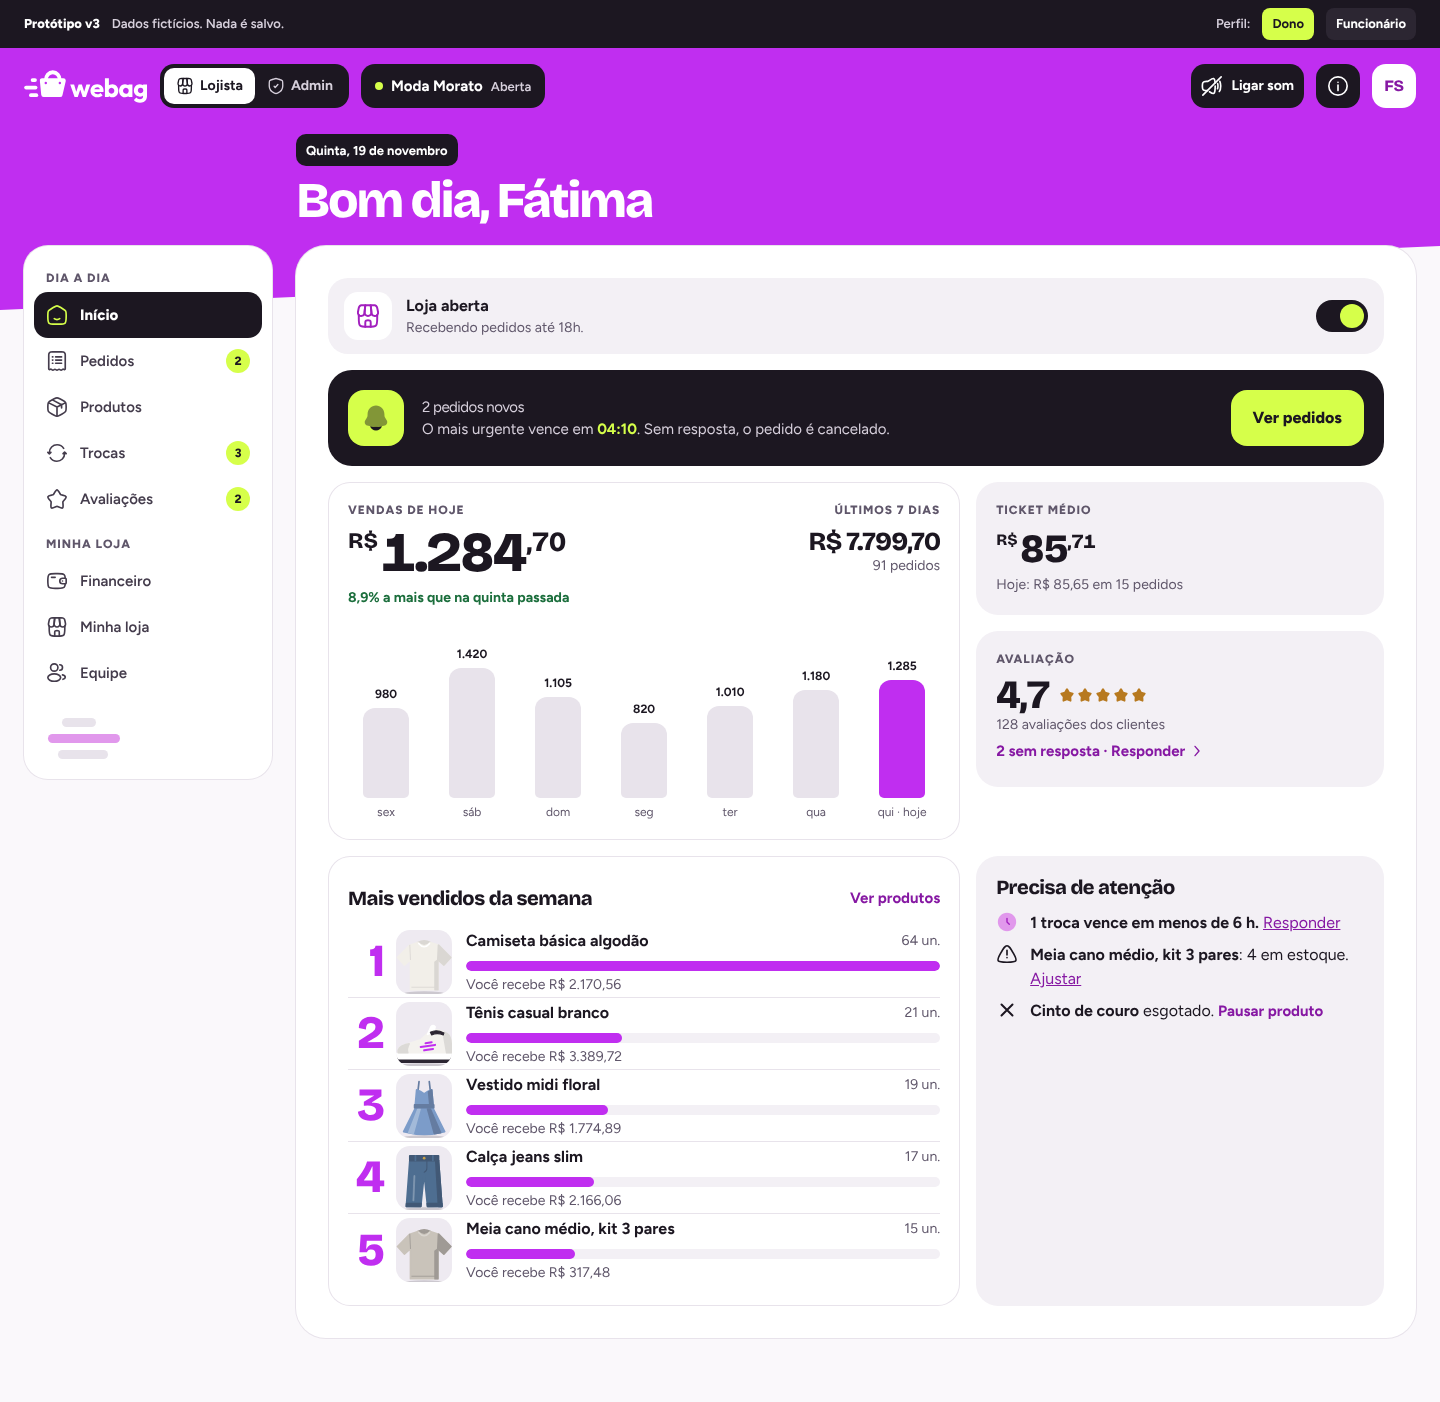 Protótipo v3 Dados fictícios. Nada é salvo.
Perfil: Dono Funcionário
webag Lojista Admin Moda Morato Aberta
Ligar som FS
Quinta, 19 de novembro
Bom dia, Fátima
DIA A DIA
Início
Pedidos 2
Produtos
Trocas 3
Avaliações 2
MINHA LOJA
Financeiro
Minha loja
Equipe
Loja aberta
Recebendo pedidos até 18h.
2 pedidos novos
O mais urgente vence em 04:10. Sem resposta, o pedido é cancelado.
Ver pedidos
VENDAS DE HOJE
R$ 1.284,70
8,9% a mais que na quinta passada
ÚLTIMOS 7 DIAS
R$ 7.799,70
91 pedidos
980 1.420 1.105 820 1.010 1.180 1.285
sex sáb dom seg ter qua qui · hoje
TICKET MÉDIO
R$ 85,71
Hoje: R$ 85,65 em 15 pedidos
AVALIAÇÃO
4,7
128 avaliações dos clientes
2 sem resposta · Responder
Mais vendidos da semana
Ver produtos
1 Camiseta básica algodão 64 un.
Você recebe R$ 2.170,56
2 Tênis casual branco 21 un.
Você recebe R$ 3.389,72
3 Vestido midi floral 19 un.
Você recebe R$ 1.774,89
4 Calça jeans slim 17 un.
Você recebe R$ 2.166,06
5 Meia cano médio, kit 3 pares 15 un.
Você recebe R$ 317,48
Precisa de atenção
1 troca vence em menos de 6 h. Responder
Meia cano médio, kit 3 pares: 4 em estoque.
Ajustar
Cinto de couro esgotado. Pausar produto